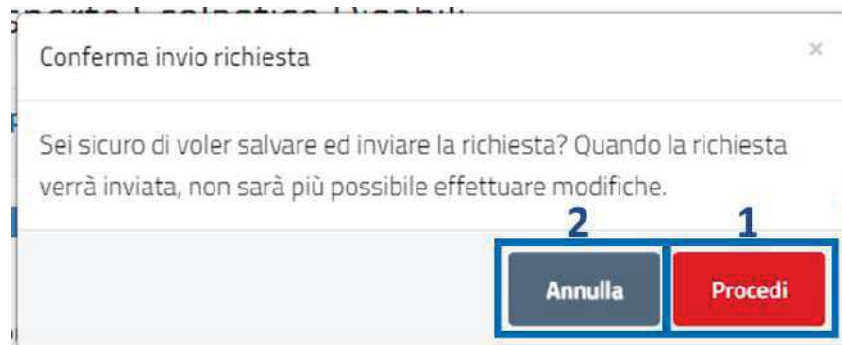 Conferma invio richiesta ×
Sei sicuro di voler salvare ed inviare la richiesta? Quando la richiesta
verrà inviata, non sarà più possibile effettuare modifiche.
2 1
Annulla Procedi